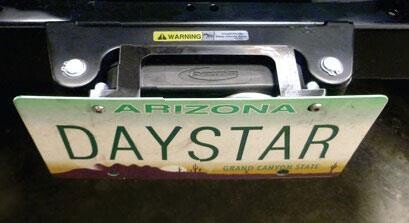 WARNING
ARIZONA
DAYSTAR
GRAND CANYON STATE